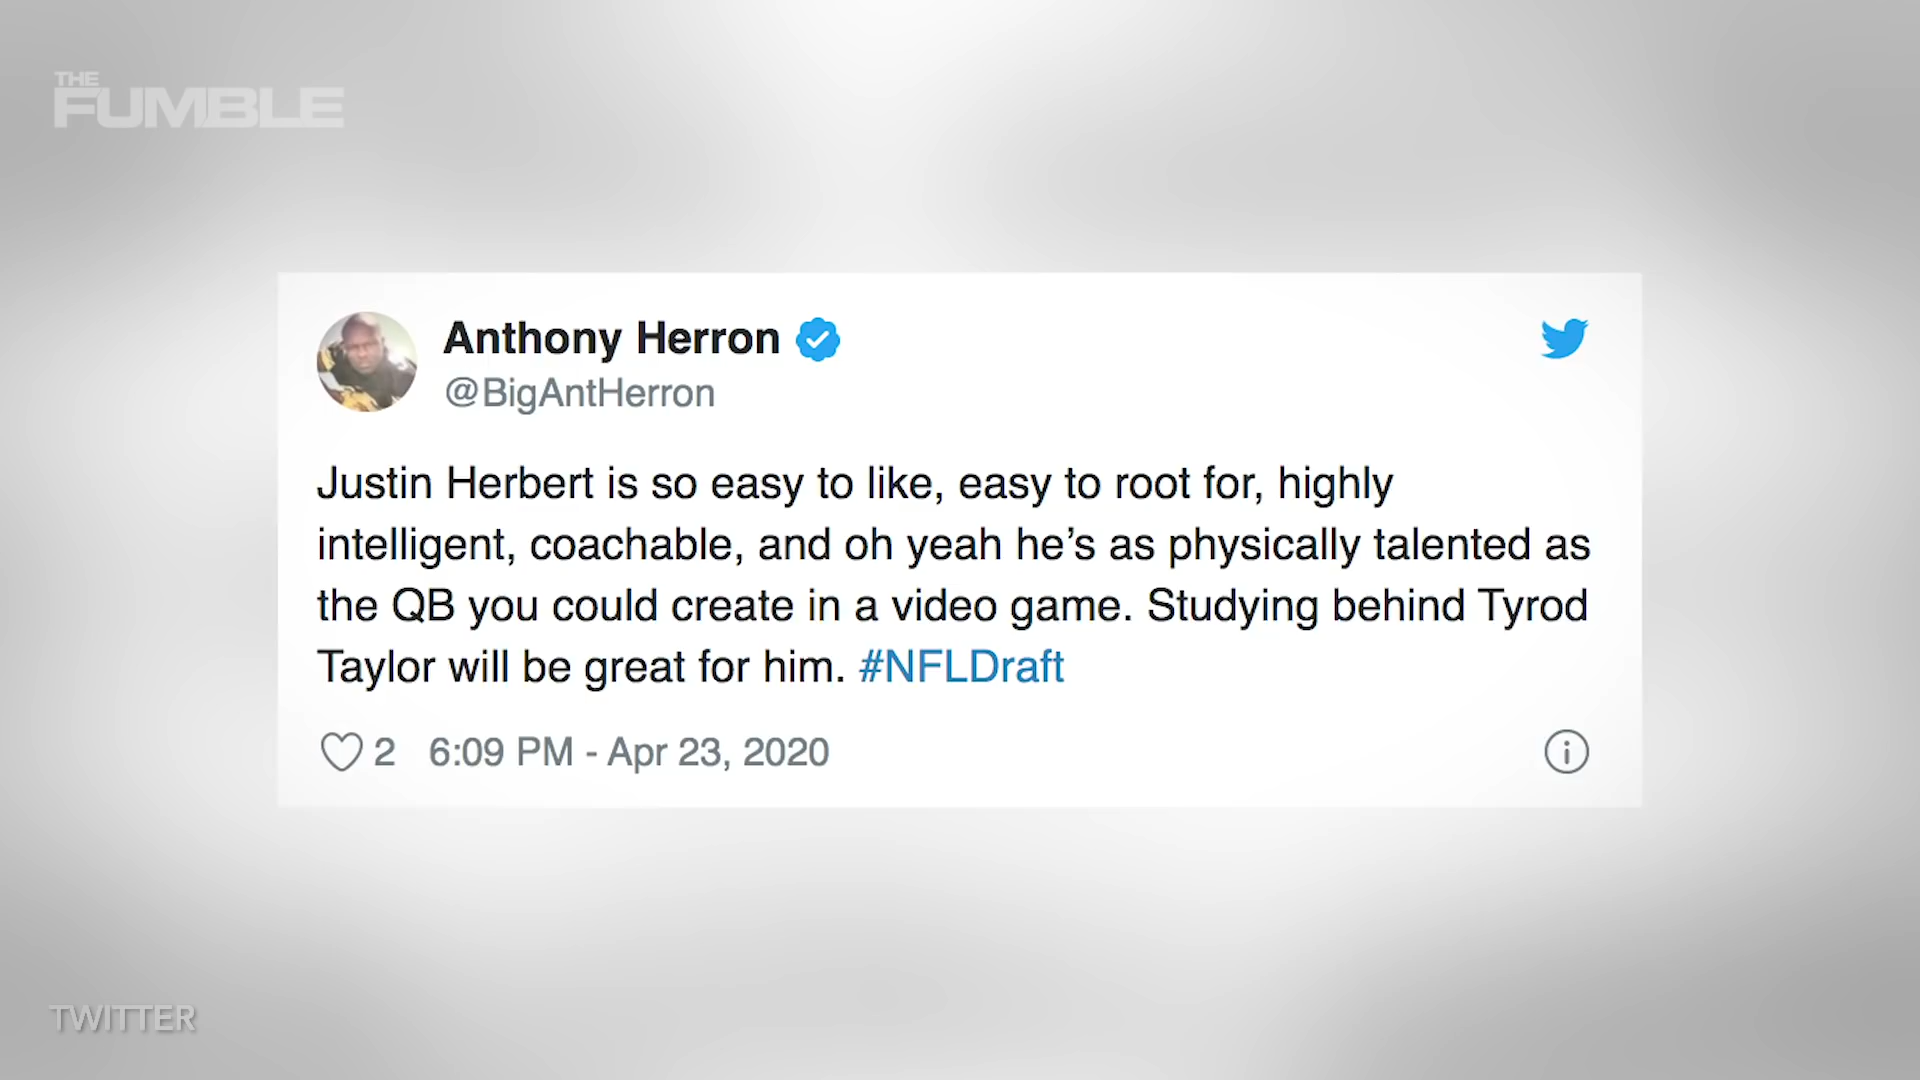 THE
FUMBLE
Anthony Herron
@BigAntHerron
Justin Herbert is so easy to like, easy to root for, highly
intelligent, coachable, and oh yeah he’s as physically talented as
the QB you could create in a video game. Studying behind Tyrod
Taylor will be great for him. #NFLDraft
2 6:09 PM - Apr 23, 2020
TWITTER